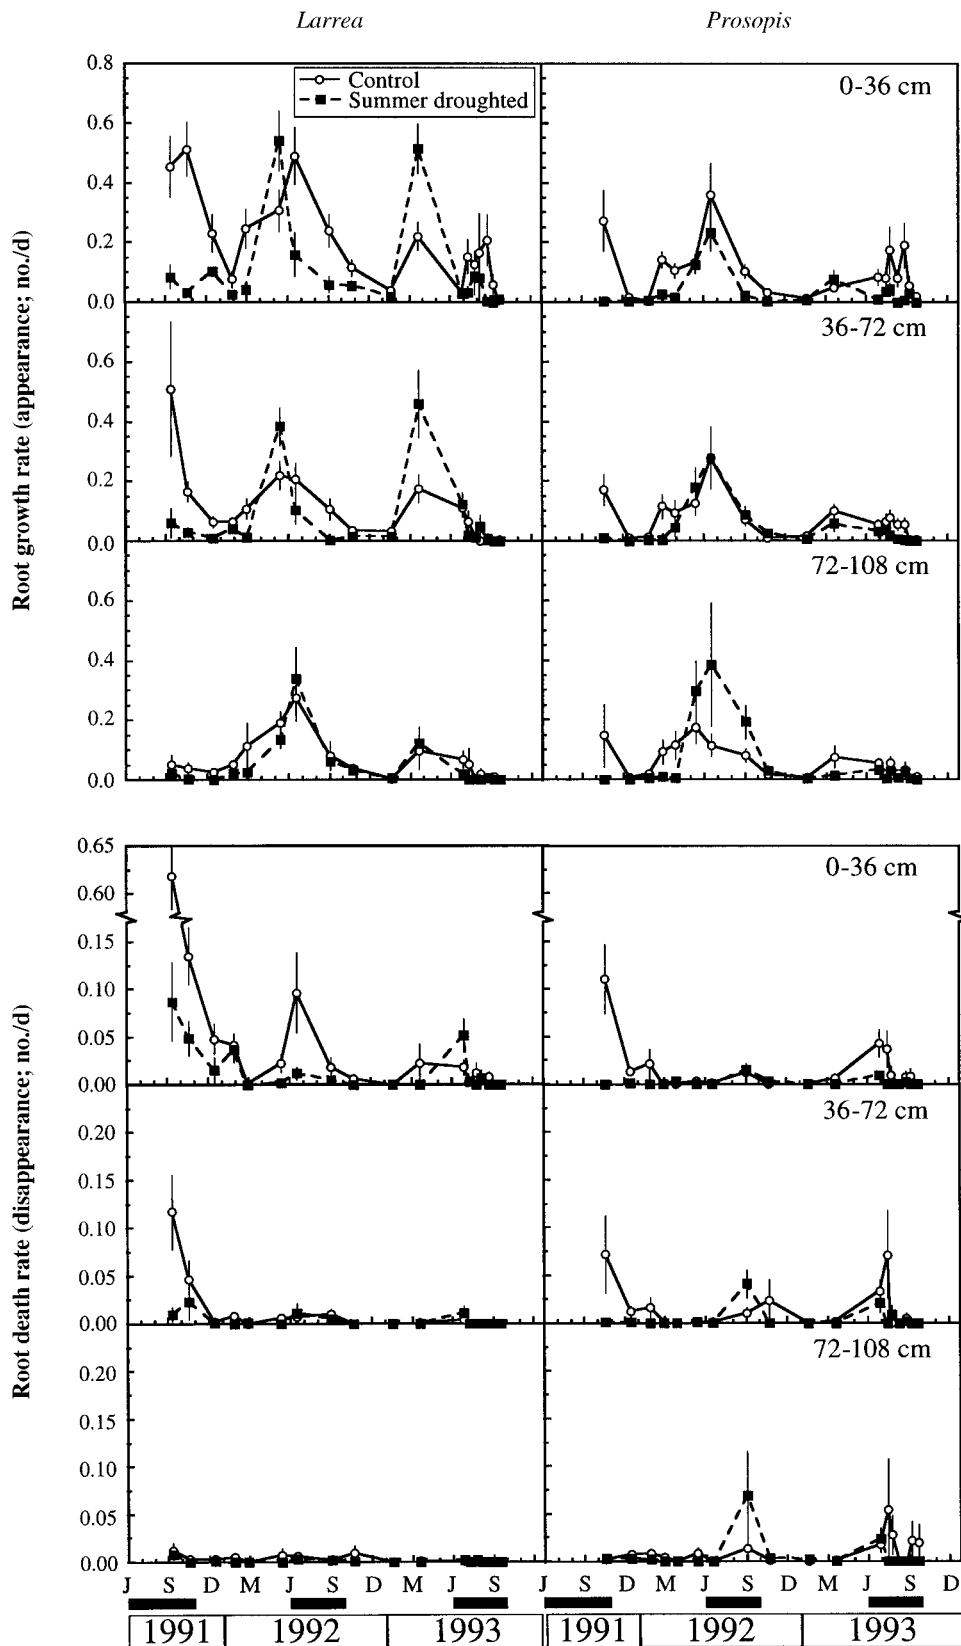 Larrea Prosopis
Control
Summer droughted
0-36 cm
0.8
0.6
0.4
0.2
0.0
36-72 cm
0.6
0.4
0.2
0.0
72-108 cm
0.6
0.4
0.2
0.0
Root growth rate (appearance; no./d)
0-36 cm
0.65
0.60
0.15
0.10
0.05
0.00
36-72 cm
0.20
0.15
0.10
0.05
0.00
72-108 cm
0.20
0.15
0.10
0.05
0.00
Root death rate (disappearance; no./d)
J S D M J S D M J S J S D M J S D M J S D
1991 1992 1993 1991 1992 1993